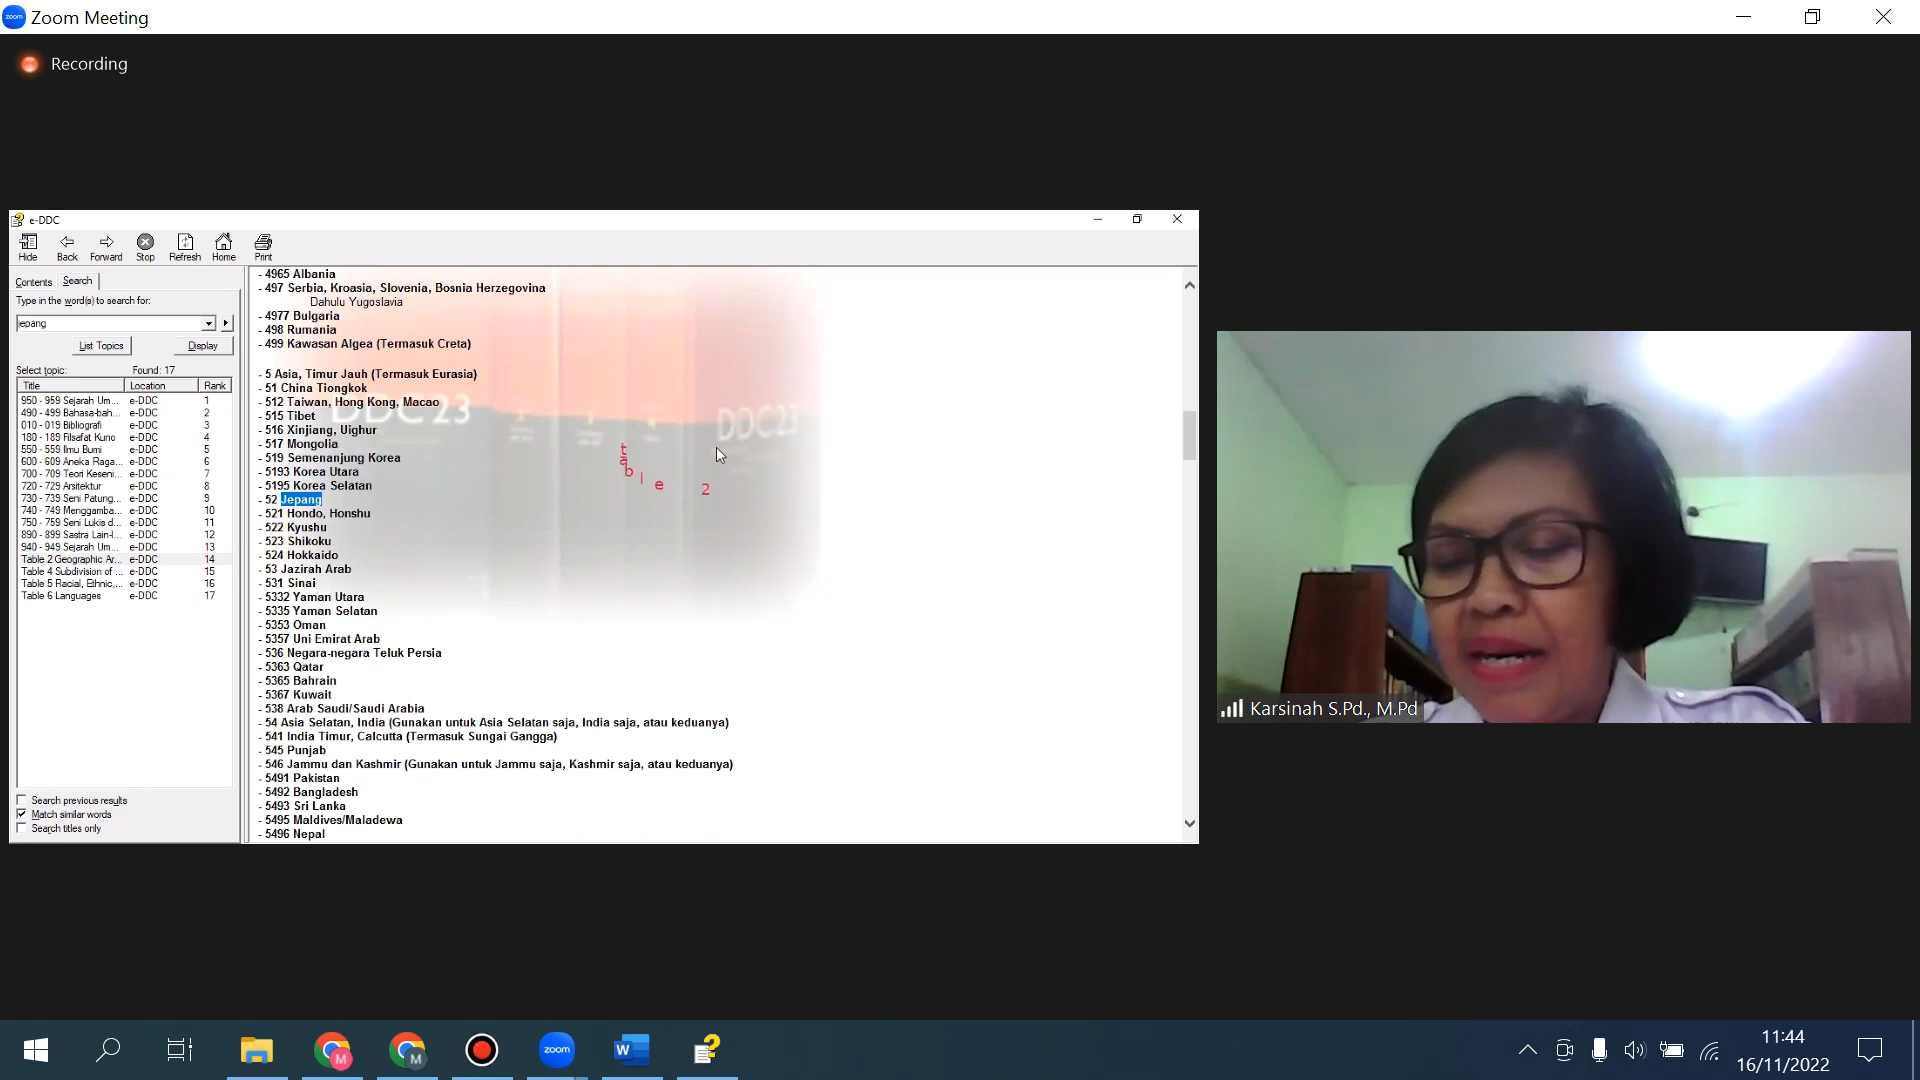 Zoom Meeting
Recording
e-DDC
Hide Back Forward Stop Refresh Home Print
Contents Search
Type in the word(s) to search for:
jepang
List Topics Display
Select topic: Found: 17
Title Location Rank
950 - 959 Sejarah Um... e-DDC 1
490 - 499 Bahasa-bah... e-DDC 2
010 - 019 Bibliografi e-DDC 3
180 - 189 Filsafat Kuno e-DDC 4
550 - 559 Ilmu Bumi e-DDC 5
600 - 609 Aneka Raga... e-DDC 6
700 - 709 Teori Keseni... e-DDC 7
720 - 729 Arsitektur e-DDC 8
730 - 739 Seni Patung... e-DDC 9
740 - 749 Menggamba... e-DDC 10
750 - 759 Seni Lukis d... e-DDC 11
890 - 899 Sastra Lain-l... e-DDC 12
940 - 949 Sejarah Um... e-DDC 13
Table 2 Geographic Ar... e-DDC 14
Table 4 Subdivision of ... e-DDC 15
Table 5 Racial, Ethnic,... e-DDC 16
Table 6 Languages e-DDC 17
Search previous results
Match similar words
Search titles only
- 4965 Albania
- 497 Serbia, Kroasia, Slovenia, Bosnia Herzegovina
Dahulu Yugoslavia
- 4977 Bulgaria
- 498 Rumania
- 499 Kawasan Algea (Termasuk Creta)
- 5 Asia, Timur Jauh (Termasuk Eurasia)
- 51 China Tiongkok
- 512 Taiwan, Hong Kong, Macao
- 515 Tibet
- 516 Xinjiang, Uighur
- 517 Mongolia
- 519 Semenanjung Korea
- 5193 Korea Utara
- 5195 Korea Selatan
- 52 Jepang
- 521 Hondo, Honshu
- 522 Kyushu
- 523 Shikoku
- 524 Hokkaido
- 53 Jazirah Arab
- 531 Sinai
- 5332 Yaman Utara
- 5335 Yaman Selatan
- 5353 Oman
- 5357 Uni Emirat Arab
- 536 Negara-negara Teluk Persia
- 5363 Qatar
- 5365 Bahrain
- 5367 Kuwait
- 538 Arab Saudi/Saudi Arabia
- 54 Asia Selatan, India (Gunakan untuk Asia Selatan saja, India saja, atau keduanya)
- 541 India Timur, Calcutta (Termasuk Sungai Gangga)
- 545 Punjab
- 546 Jammu dan Kashmir (Gunakan untuk Jammu saja, Kashmir saja, atau keduanya)
- 5491 Pakistan
- 5492 Bangladesh
- 5493 Sri Lanka
- 5495 Maldives/Maladewa
- 5496 Nepal
DDC 23
DDC23
table 2
Karsinah S.Pd., M.Pd
zoom
11:44
16/11/2022